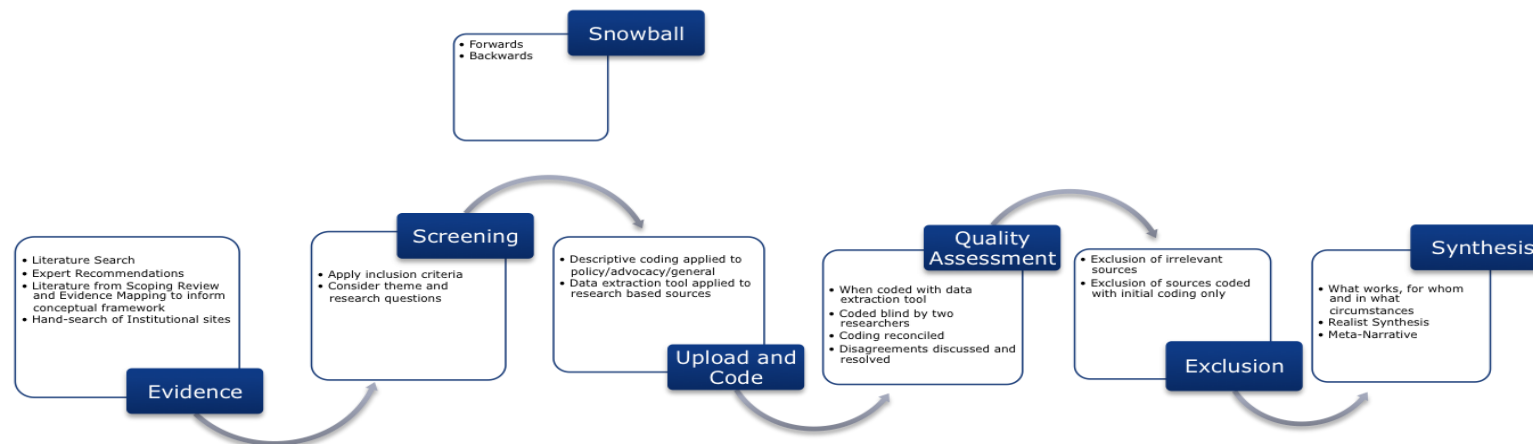 Snowball
• Forwards
• Backwards
• Literature Search
• Expert Recommendations
• Literature from Scoping Review
and Evidence Mapping to inform
conceptual framework
• Hand-search of Institutional sites
Evidence
Screening
• Apply inclusion criteria
• Consider theme and
research questions
• Descriptive coding applied to
policy/advocacy/general
• Data extraction tool applied to
research based sources
Upload and
Code
Quality
Assessment
• When coded with data
extraction tool
• Coded blind by two
researchers
• Coding reconciled
• Disagreements discussed and
resolved
• Exclusion of irrelevant
sources
• Exclusion of sources coded
with initial coding only
Exclusion
Synthesis
• What works, for whom
and in what
circumstances
• Realist Synthesis
• Meta-Narrative